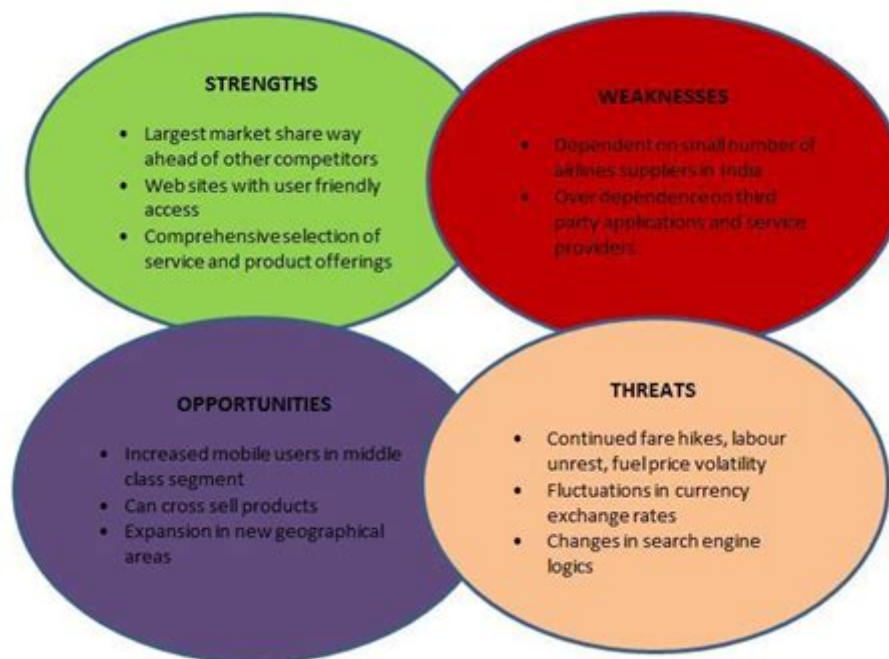 STRENGTHS
• Largest market share way
ahead of other competitors
• Web sites with user friendly
access
• Comprehensive selection of
service and product offerings
WEAKNESSES
• Dependent on small number of
airlines suppliers in India
• Over dependence on third
party applications and service
providers.
OPPORTUNITIES
• Increased mobile users in middle
class segment
• Can cross sell products
• Expansion in new geographical
areas
THREATS
• Continued fare hikes, labour
unrest, fuel price volatility
• Fluctuations in currency
exchange rates
• Changes in search engine
logics